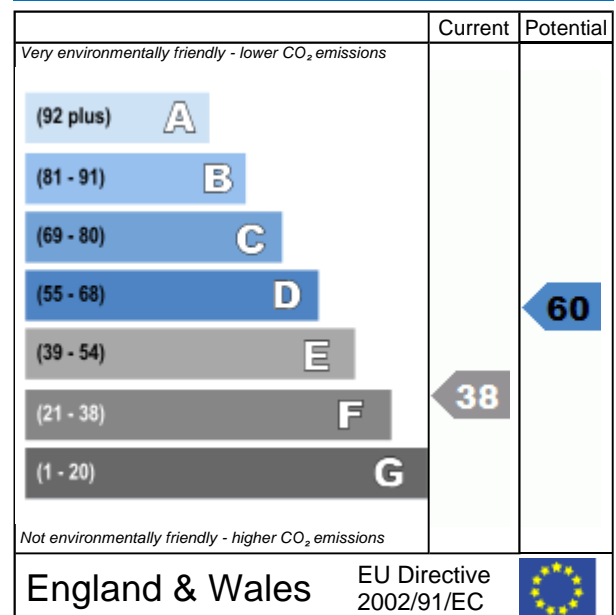 Current Potential
Very environmentally friendly - lower CO₂ emissions
(92 plus) A
(81 - 91) B
(69 - 80) C
(55 - 68) D
60
(39 - 54) E
38
(21 - 38) F
(1 - 20) G
Not environmentally friendly - higher CO₂ emissions
England & Wales
EU Directive
2002/91/EC